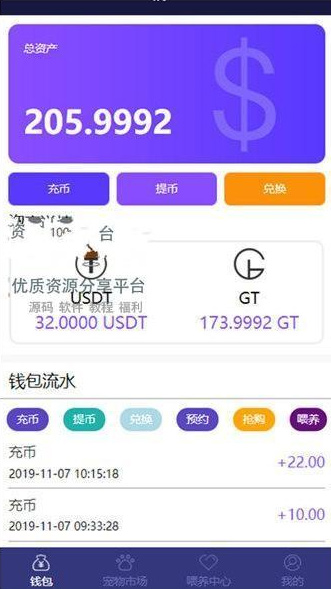 总资产
$
205.9992
充币 提币 兑换
资 100 台
优质资源分享平台
USDT GT
源码 软件 教程 福利
32.0000 USDT 173.9992 GT
钱包流水
充币 提币 兑换 预约 抢购 喂养
充币
2019-11-07 10:15:18
+22.00
充币
2019-11-07 09:33:28
+10.00
钱包 宠物市场 喂养中心 我的